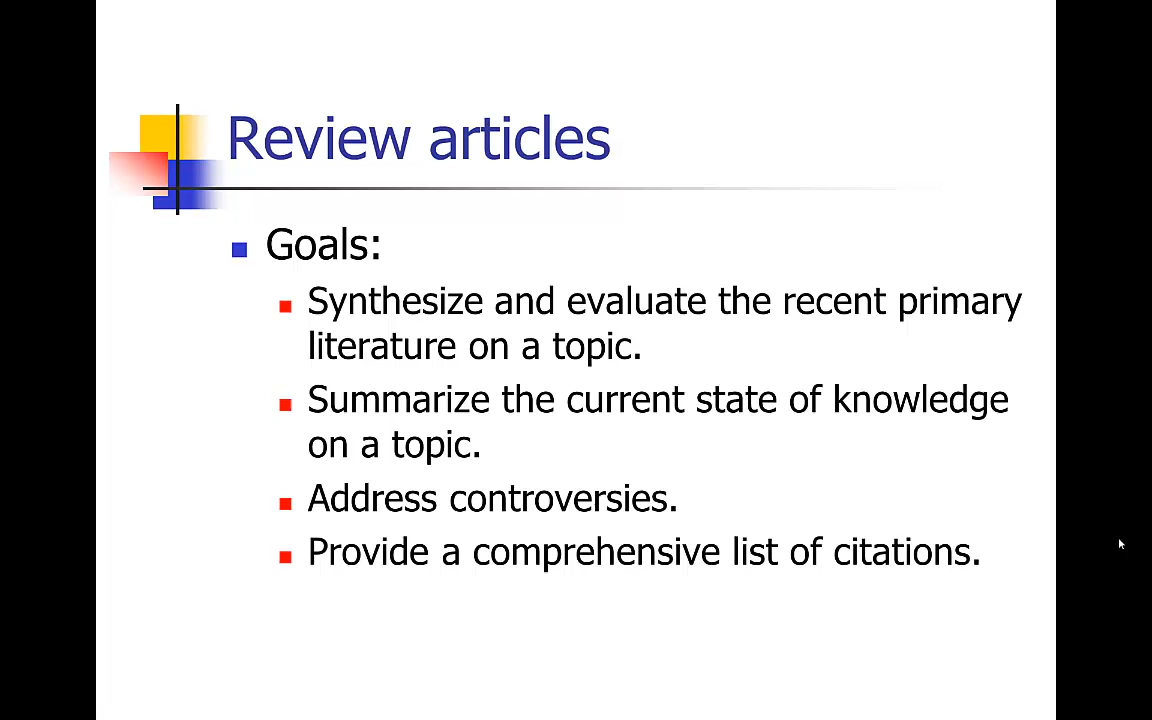 Review articles
Goals:
Synthesize and evaluate the recent primary
literature on a topic.
Summarize the current state of knowledge
on a topic.
Address controversies.
Provide a comprehensive list of citations.